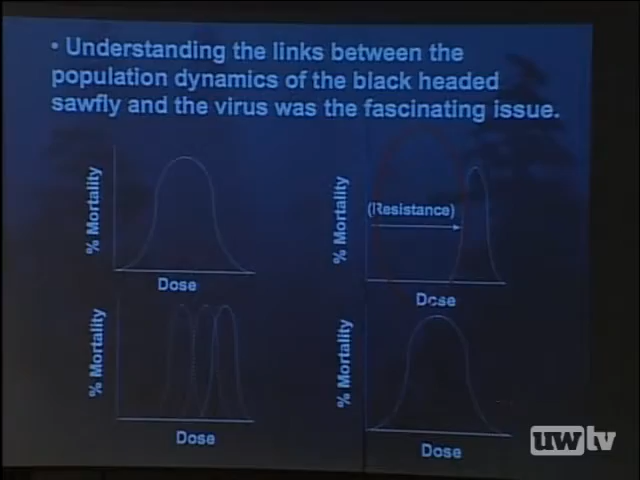 • Understanding the links between the
population dynamics of the black headed
sawfly and the virus was the fascinating issue.
% Mortality
Dose
% Mortality
(Resistance)
Dose
% Mortality
Dose
% Mortality
Dose
uwtv